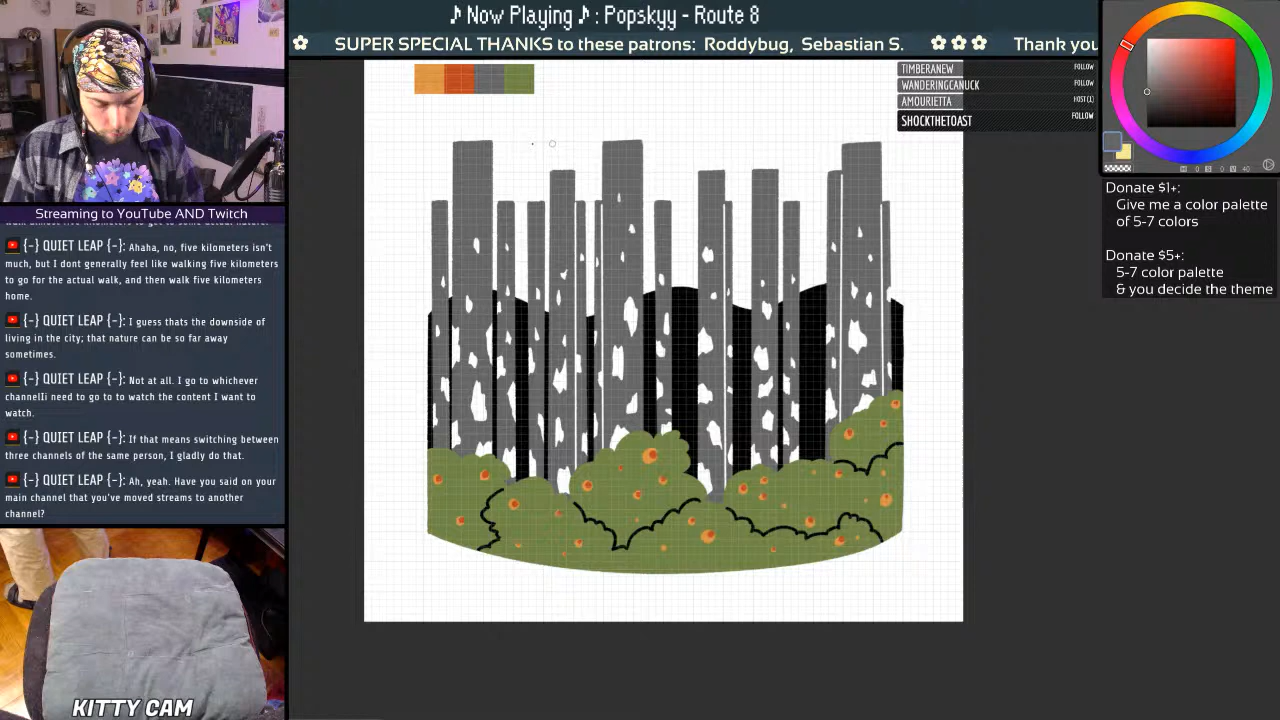 ♪ Now Playing ♪ : Popskyy - Route 8
✿ SUPER SPECIAL THANKS to these patrons: Roddybug, Sebastian S. ✿ ✿ ✿ Thank you
TIMBERANEW FOLLOW
WANDERINGCANUCK FOLLOW
AMOURIETTA HOST(1)
SHOCKTHETOAST FOLLOW
Donate $1+:
Give me a color palette
of 5-7 colors
Donate $5+:
5-7 color palette
& you decide the theme
Streaming to YouTube AND Twitch
{-} QUIET LEAP {-}: Ahaha, no, five kilometers isn't
much, but I dont generally feel like walking five kilometers
to go for the actual walk, and then walk five kilometers
home.
{-} QUIET LEAP {-}: I guess thats the downside of
living in the city; that nature can be so far away
sometimes.
{-} QUIET LEAP {-}: Not at all. I go to whichever
channelIi need to go to to watch the content I want to
watch.
{-} QUIET LEAP {-}: If that means switching between
three channels of the same person, I gladly do that.
{-} QUIET LEAP {-}: Ah, yeah. Have you said on your
main channel that you've moved streams to another
channel?
KITTY CAM